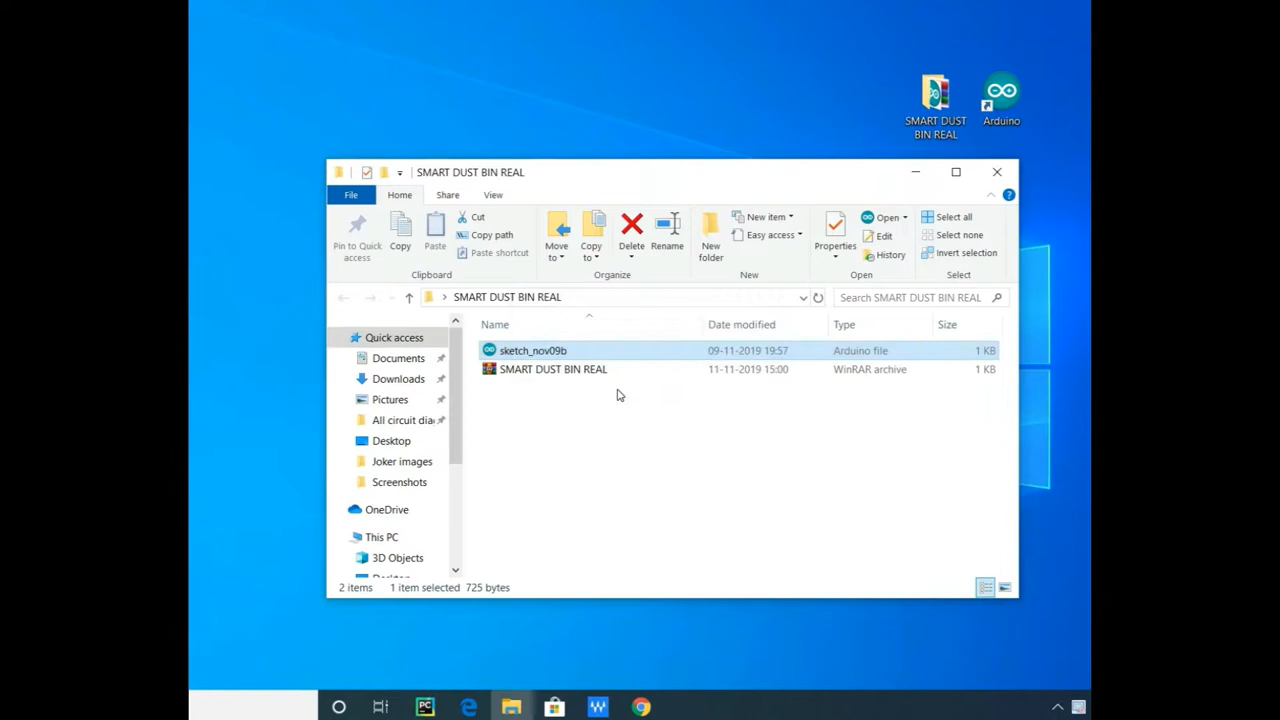 SMART DUST
BIN REAL
Arduino
SMART DUST BIN REAL
File Home Share View
Pin to Quick
access
Copy
Paste
Cut
Copy path
Paste shortcut
Clipboard
Move
to
Copy
to
Delete
Rename
Organize
New
folder
New item
Easy access
New
Properties
Open
Edit
History
Open
Select all
Select none
Invert selection
Select
SMART DUST BIN REAL
Search SMART DUST BIN REAL
Name Date modified Type Size
sketch_nov09b 09-11-2019 19:57 Arduino file 1 KB
SMART DUST BIN REAL 11-11-2019 15:00 WinRAR archive 1 KB
Quick access
Documents
Downloads
Pictures
All circuit dia
Desktop
Joker images
Screenshots
OneDrive
This PC
3D Objects
2 items 1 item selected 725 bytes
PC